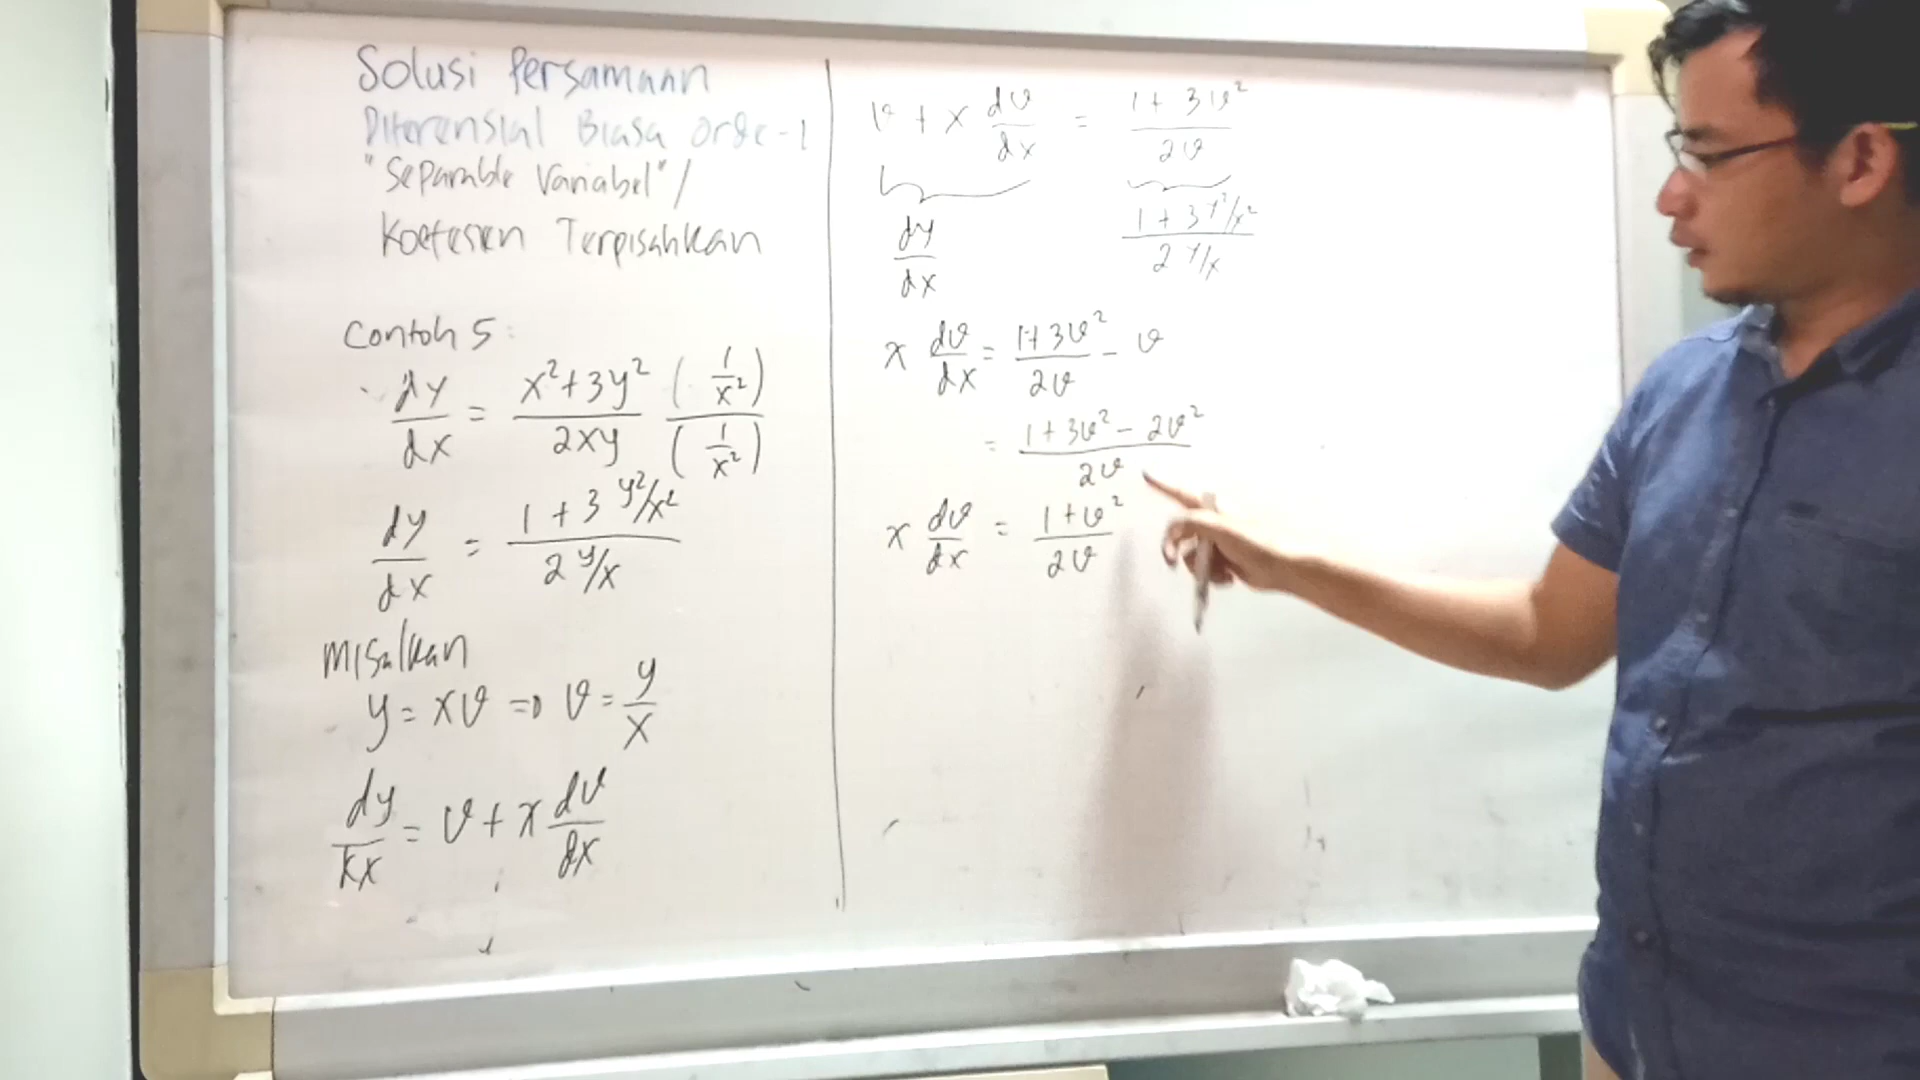 Solusi Persamaan
Diferensial Biasa Orde-1
"Separable Variabel" /
Koefesien Terpisahkan
Contoh 5:
dy/dx = (x²+3y²)/(2xy) (1/x²)/(1/x²)
dy/dx = (1 + 3 y²/x²)/(2 y/x)
Misalkan
y = xv => v = y/x
dy/kx = v + x dv/dx
v + x dv/dx = (1 + 3v²)/(2v)
dy/dx (1 + 3 y²/x²)/(2 y/x)
x dv/dx = (1+3v²)/(2v) - v
= (1+3v² - 2v²)/(2v)
x dv/dx = (1+v²)/(2v)